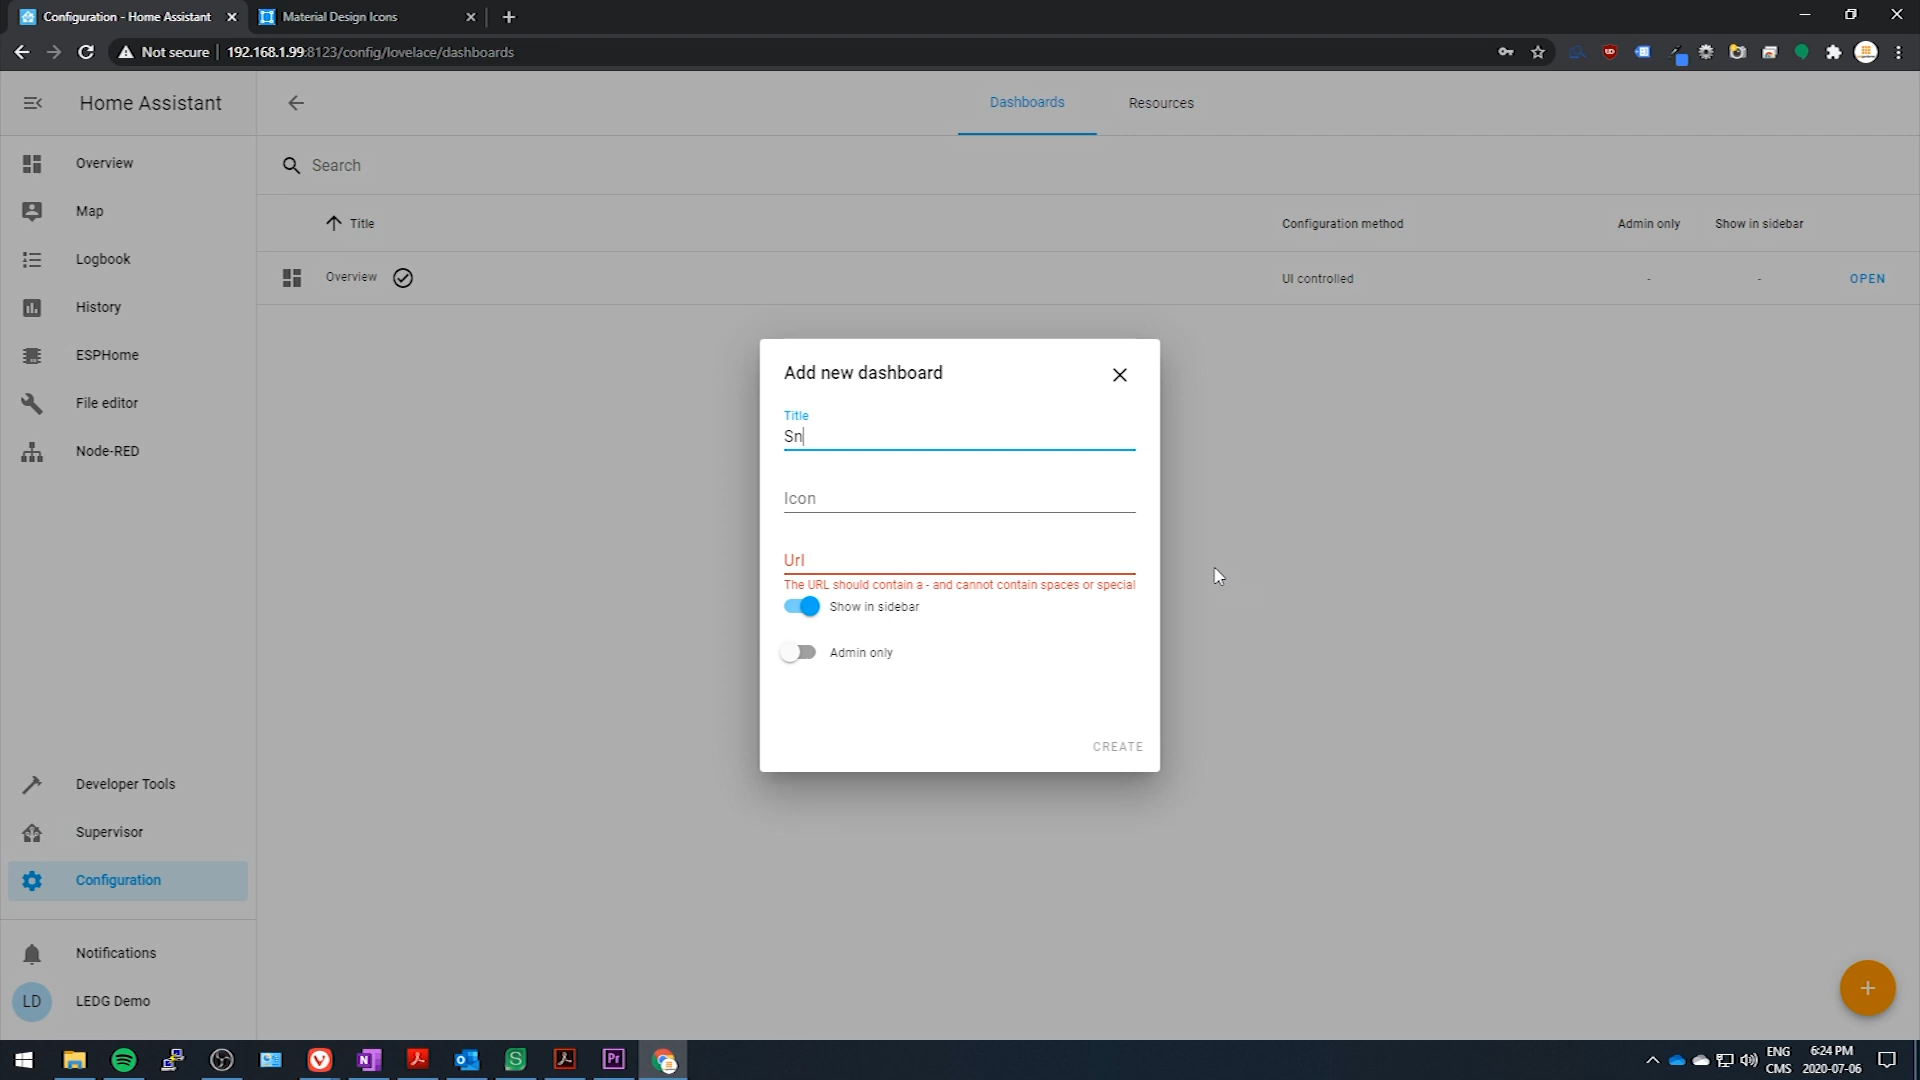 Configuration - Home Assistant
Material Design Icons
Not secure
192.168.1.99:8123/config/lovelace/dashboards
Home Assistant
Dashboards
Resources
Overview
Search
Map
Title
Configuration method
Admin only
Show in sidebar
Logbook
Overview
UI controlled
-
-
OPEN
History
ESPHome
File editor
Node-RED
Add new dashboard
Title
Sn
Icon
Url
The URL should contain a - and cannot contain spaces or special
Show in sidebar
Admin only
CREATE
Developer Tools
Supervisor
Configuration
Notifications
LD
LEDG Demo
N
S
Pr
ENG
CMS
6:24 PM
2020-07-06